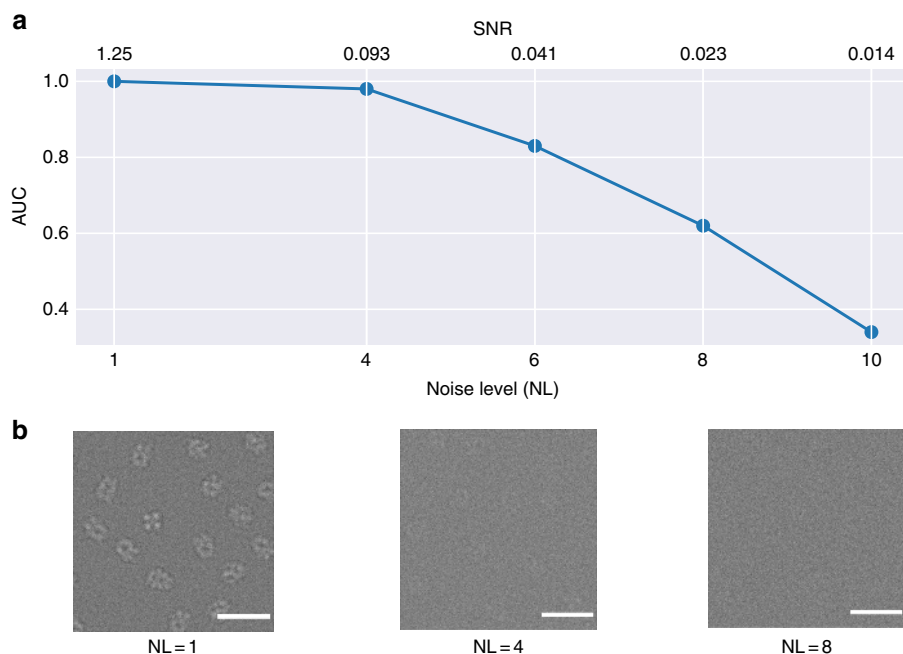 a
SNR
1.25 0.093 0.041 0.023 0.014
1.0
0.8
0.6
0.4
AUC
1 4 6 8 10
Noise level (NL)
b
NL = 1 NL = 4 NL = 8